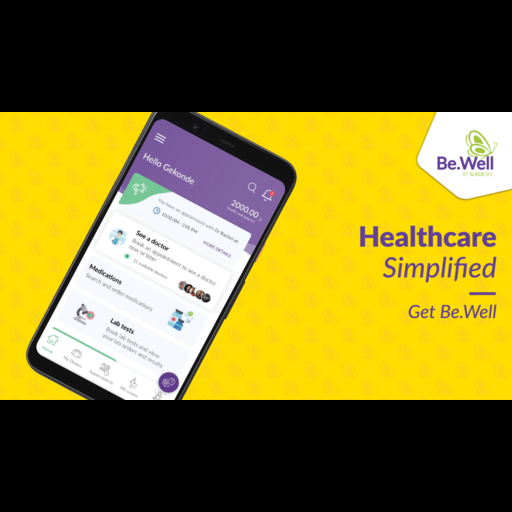 Be.Well
BY SLADE 360
Healthcare
Simplified
Get Be.Well
Hello Gekonde
2000.00
You have an appointment with Dr Rachel at
10:00 AM - 2:00 PM
MORE DETAILS
See a doctor
Book an appointment to see a doctor
now or later.
12 available doctors
Medications
Search and order medications
Lab tests
Book lab tests and view
your lab orders and results
Home
My Orders
Appointments